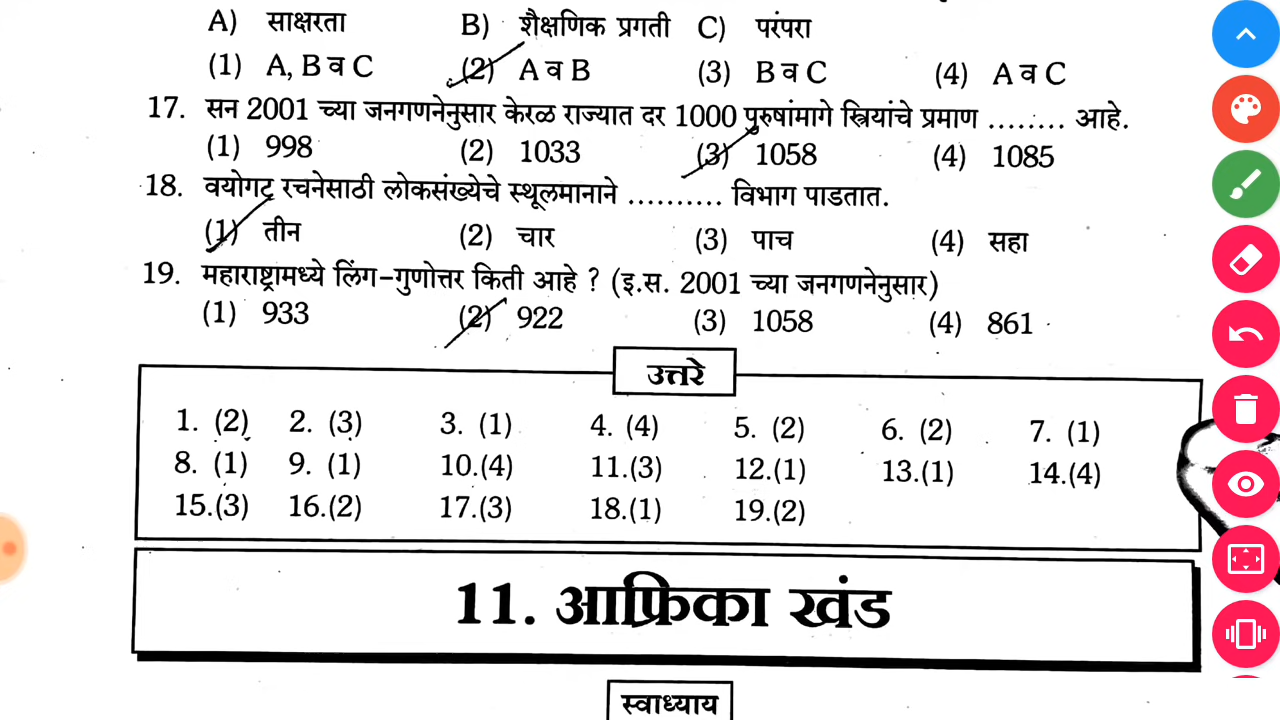 A) साक्षरता B) शैक्षणिक प्रगती C) परंपरा
(1) A, B व C (2) A व B (3) B व C (4) A व C
17. सन 2001 च्या जनगणनेनुसार केरळ राज्यात दर 1000 पुरुषांमागे स्त्रियांचे प्रमाण ........ आहे.
(1) 998 (2) 1033 (3) 1058 (4) 1085
18. वयोगट रचनेसाठी लोकसंख्येचे स्थूलमानाने .......... विभाग पाडतात.
(1) तीन (2) चार (3) पाच (4) सहा
19. महाराष्ट्रामध्ये लिंग-गुणोत्तर किती आहे ? (इ.स. 2001 च्या जनगणनेनुसार)
(1) 933 (2) 922 (3) 1058 (4) 861
उत्तरे
1. (2) 2. (3) 3. (1) 4. (4) 5. (2) 6. (2) 7. (1)
8. (1) 9. (1) 10.(4) 11.(3) 12.(1) 13.(1) 14.(4)
15.(3) 16.(2) 17.(3) 18.(1) 19.(2)
11. आफ्रिका खंड
स्वाध्याय